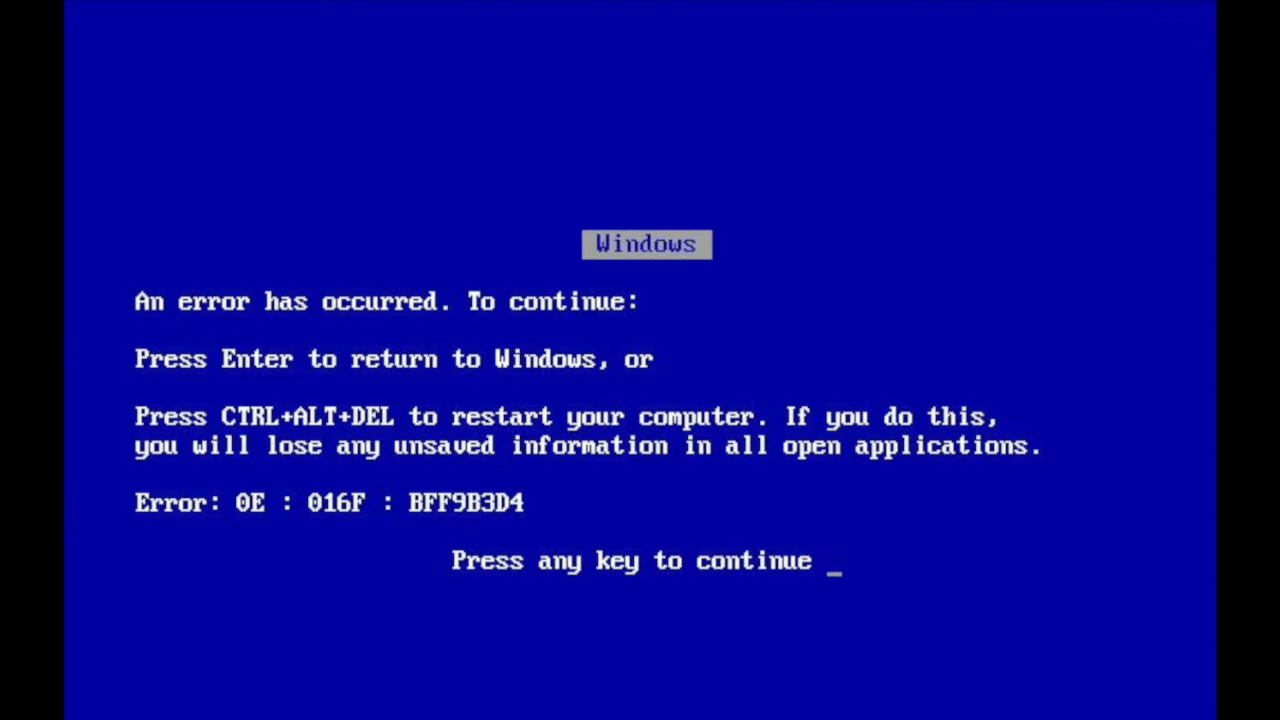 Windows
An error has occurred. To continue:
Press Enter to return to Windows, or
Press CTRL+ALT+DEL to restart your computer. If you do this,
you will lose any unsaved information in all open applications.
Error: 0E : 016F : BFF9B3D4
Press any key to continue _